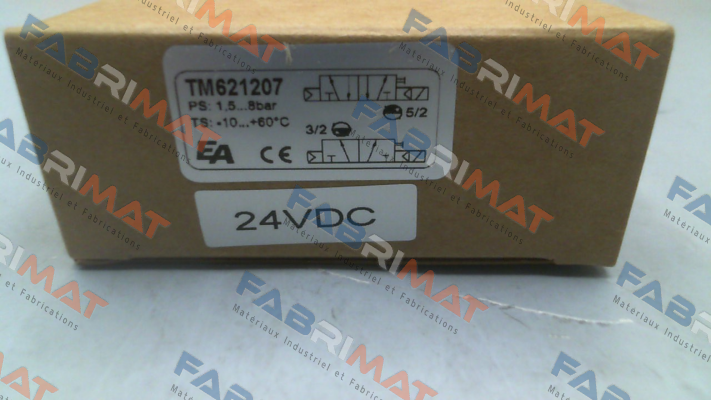 TM621207
PS: 1,5...8bar
TS: -10...+60°C
5/2
3/2
EA CE
24VDC
FABRIMAT
Matériaux Industriel et Fabrications